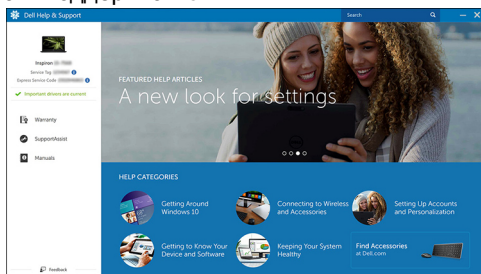 Dell Help & Support
Search
Inspiron
Service Tag
Express Service Code
Important drivers are current
Warranty
SupportAssist
Manuals
Feedback
FEATURED HELP ARTICLES
A new look for settings
HELP CATEGORIES
Getting Around
Windows 10
Connecting to Wireless
and Accessories
Setting Up Accounts
and Personalization
Getting to Know Your
Device and Software
Keeping Your System
Healthy
Find Accessories
at Dell.com